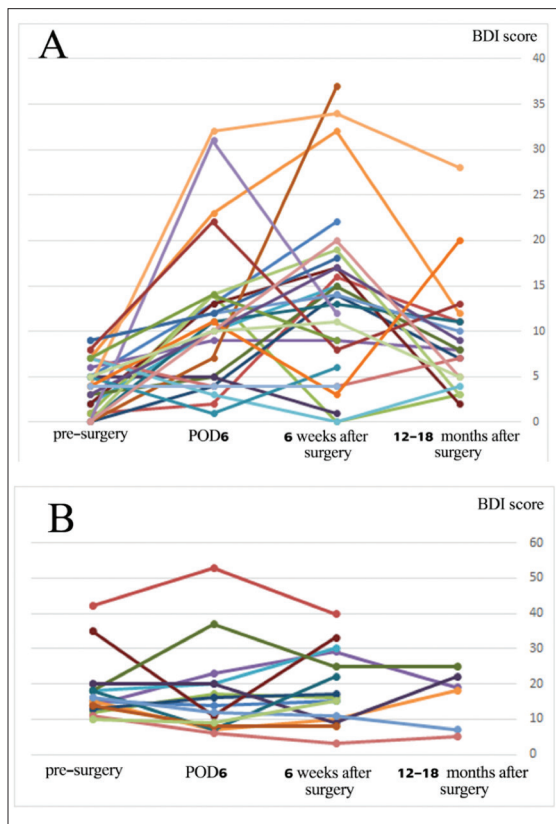 A
BDI score
40
35
30
25
20
15
10
5
0
pre-surgery
POD6
6 weeks after
surgery
12-18 months after
surgery
B
BDI score
60
50
40
30
20
10
0
pre-surgery
POD6
6 weeks after
surgery
12-18 months after
surgery